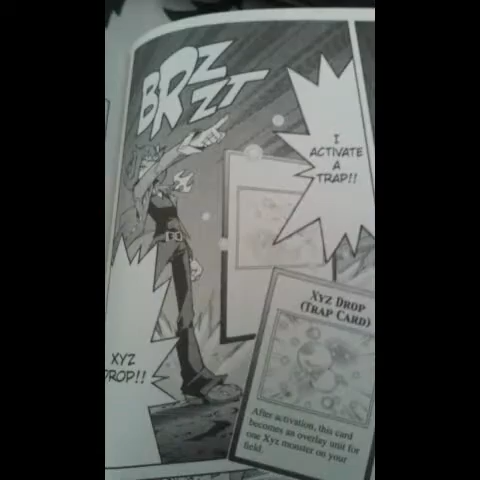 BRZZT
I
ACTIVATE
A
TRAP!!
XYZ
DROP!!
XYZ DROP
(TRAP CARD)
After activation, this card
becomes an overlay unit for
one Xyz monster on your
field.